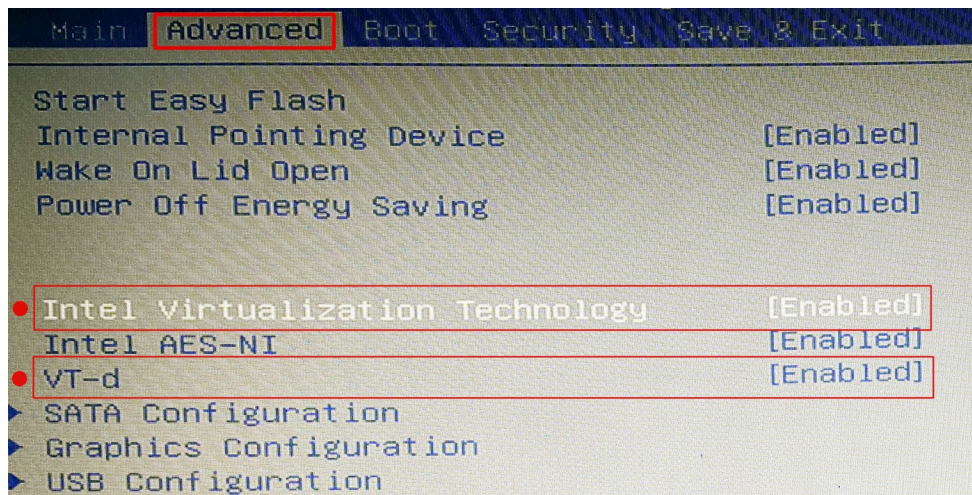 Main Advanced Boot Security Save & Exit
Start Easy Flash
Internal Pointing Device [Enabled]
Wake On Lid Open [Enabled]
Power Off Energy Saving [Enabled]
Intel Virtualization Technology [Enabled]
Intel AES-NI [Enabled]
VT-d [Enabled]
SATA Configuration
Graphics Configuration
USB Configuration